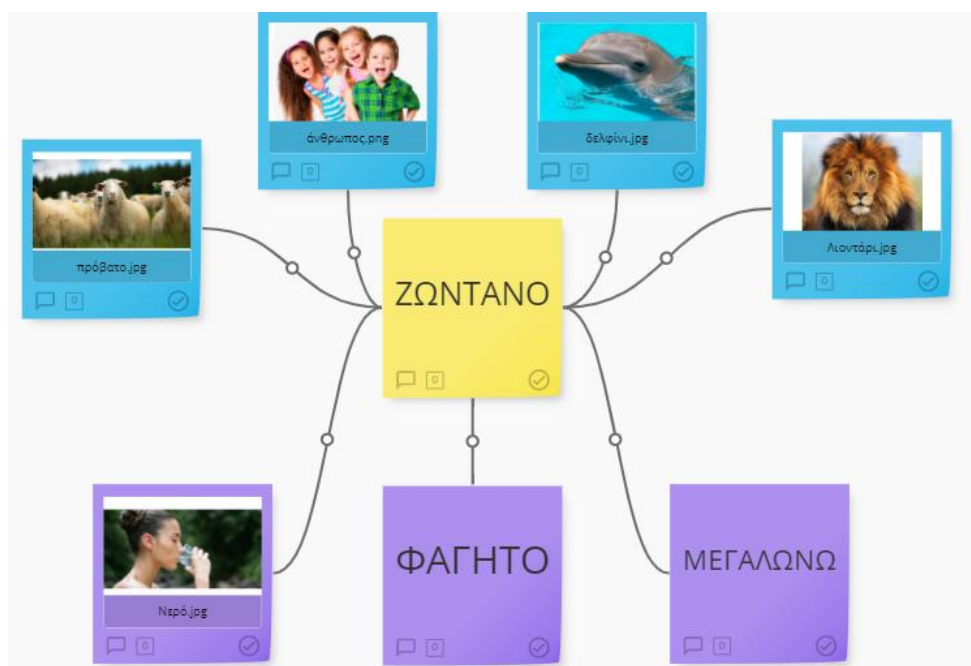 άνθρωπος.png
0
δελφίνι.jpg
0
πρόβατο.jpg
0
Λιοντάρι.jpg
0
ΖΩΝΤΑΝΟ
0
Νερό.jpg
0
ΦΑΓΗΤΟ
0
ΜΕΓΑΛΩΝΩ
0